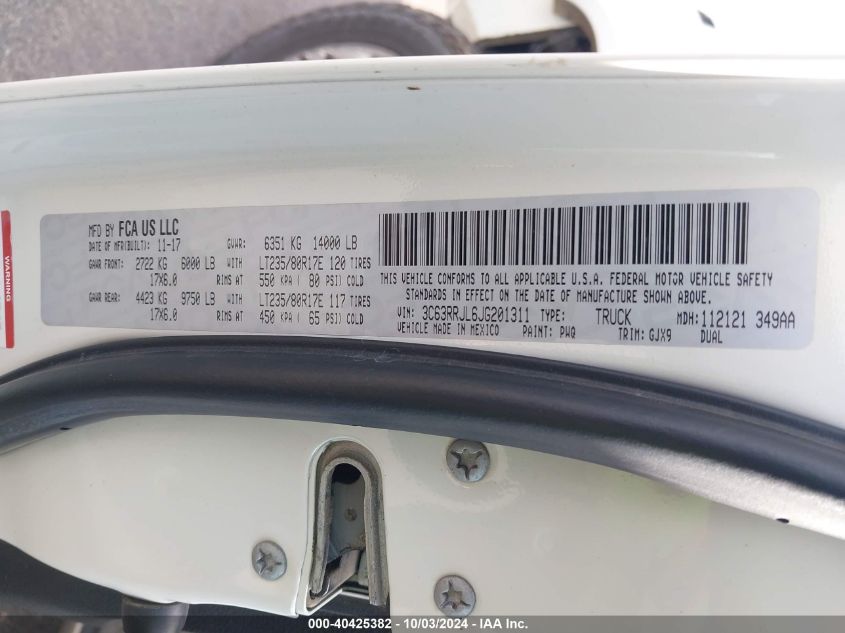 WARNING
MFD BY FCA US LLC
DATE OF MFR(BUILT): 11-17 GVWR: 6351 KG 14000 LB
GAWR FRONT: 2722 KG 6000 LB WITH LT235/80R17E 120 TIRES
17X6.0 RIMS AT 550 KPA ( 80 PSI) COLD
GAWR REAR: 4423 KG 9750 LB WITH LT235/80R17E 117 TIRES
17X6.0 RIMS AT 450 KPA ( 65 PSI) COLD
THIS VEHICLE CONFORMS TO ALL APPLICABLE U.S.A. FEDERAL MOTOR VEHICLE SAFETY
STANDARDS IN EFFECT ON THE DATE OF MANUFACTURE SHOWN ABOVE.
VIN: 3C63RRJL6JG201311 TYPE: TRUCK MDH: 112121 349AA
VEHICLE MADE IN MEXICO PAINT: PWQ TRIM: GJX9 DUAL
000-40425382 - 10/03/2024 - IAA Inc.